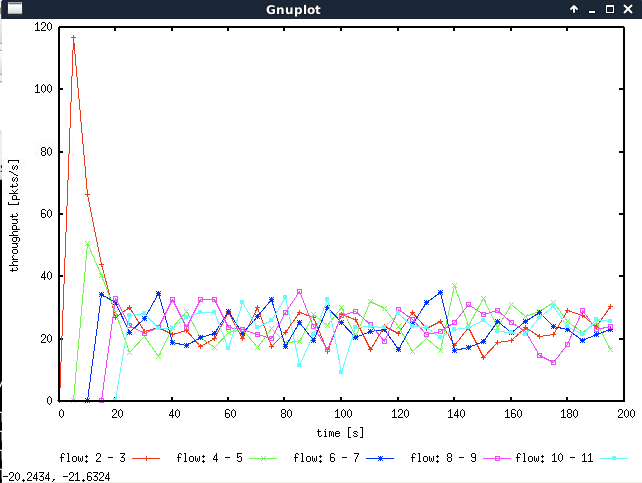 Gnuplot
throughput [pkts/s]
120
100
80
60
40
20
0
0 20 40 60 80 100 120 140 160 180 200
time [s]
flow: 2 - 3 flow: 4 - 5 flow: 6 - 7 flow: 8 - 9 flow: 10 - 11
-20.2434, -21.6324